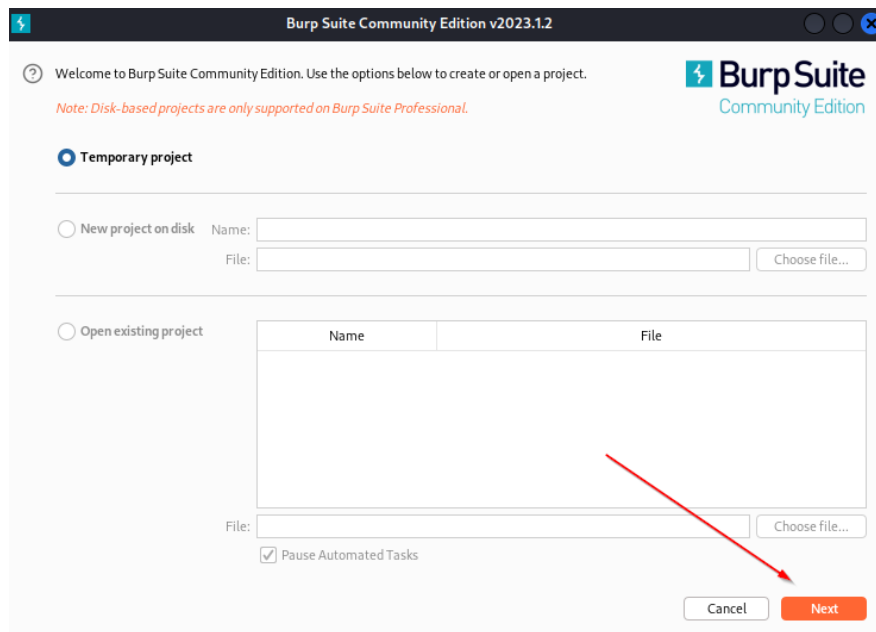 Burp Suite Community Edition v2023.1.2
Welcome to Burp Suite Community Edition. Use the options below to create or open a project.
Burp Suite
Community Edition
Note: Disk-based projects are only supported on Burp Suite Professional.
Temporary project
New project on disk Name:
File: Choose file...
Open existing project
Name File
File: Choose file...
Pause Automated Tasks
Cancel Next